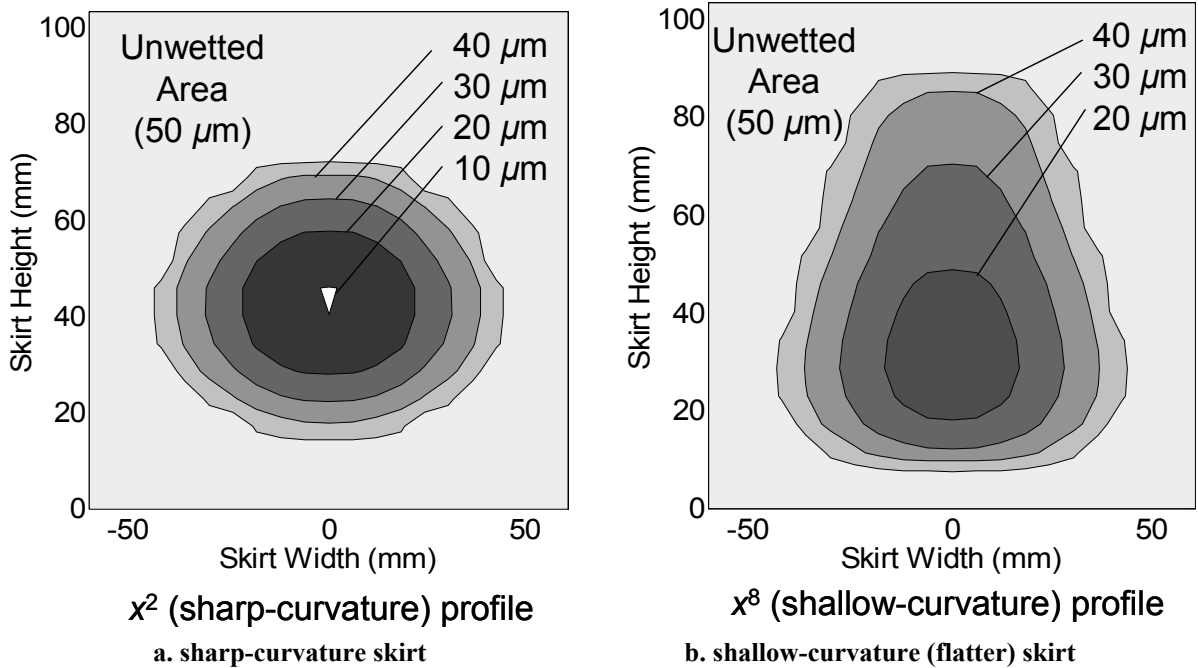 100
80
60
40
20
0
Skirt Height (mm)
Unwetted
Area
(50 µm)
40 µm
30 µm
20 µm
10 µm
-50 0 50
Skirt Width (mm)
x² (sharp-curvature) profile
a. sharp-curvature skirt
100
80
60
40
20
0
Skirt Height (mm)
Unwetted
Area
(50 µm)
40 µm
30 µm
20 µm
-50 0 50
Skirt Width (mm)
x⁸ (shallow-curvature) profile
b. shallow-curvature (flatter) skirt